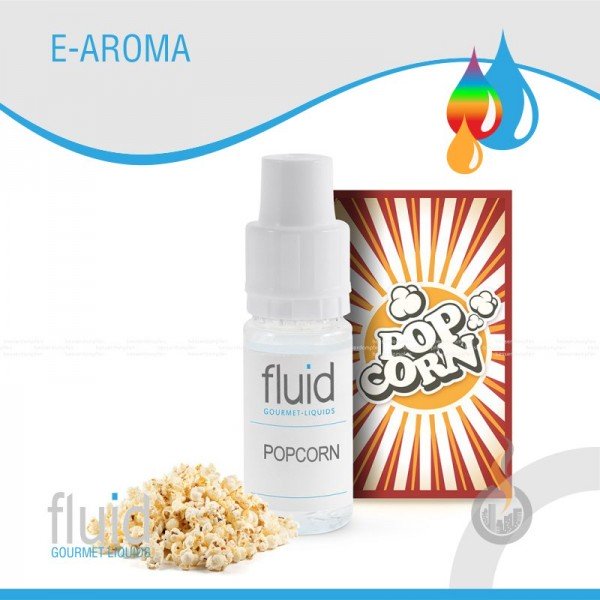 E-AROMA
POP
CORN
fluid
GOURMET-LIQUIDS
POPCORN
fluid
GOURMET-LIQUIDS